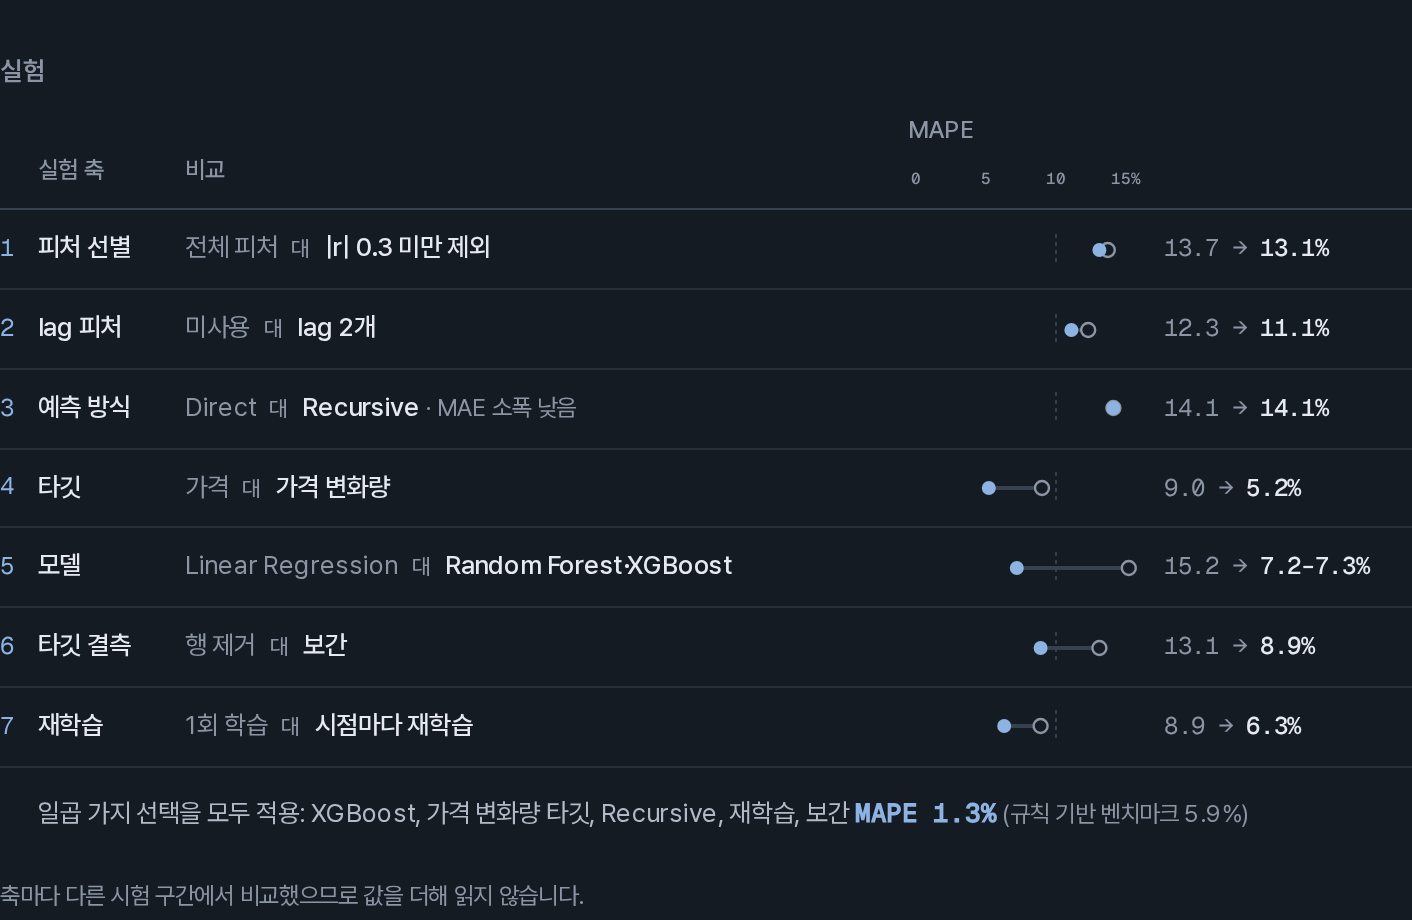 실험
MAPE
실험 축 비교
0 5 10 15%
1 피처 선별 전체 피처 대 |r| 0.3 미만 제외 13.7 → 13.1%
2 lag 피처 미사용 대 lag 2개 12.3 → 11.1%
3 예측 방식 Direct 대 Recursive · MAE 소폭 낮음 14.1 → 14.1%
4 타깃 가격 대 가격 변화량 9.0 → 5.2%
5 모델 Linear Regression 대 Random Forest·XGBoost 15.2 → 7.2–7.3%
6 타깃 결측 행 제거 대 보간 13.1 → 8.9%
7 재학습 1회 학습 대 시점마다 재학습 8.9 → 6.3%
일곱 가지 선택을 모두 적용: XGBoost, 가격 변화량 타깃, Recursive, 재학습, 보간 MAPE 1.3% (규칙 기반 벤치마크 5.9%)
축마다 다른 시험 구간에서 비교했으므로 값을 더해 읽지 않습니다.